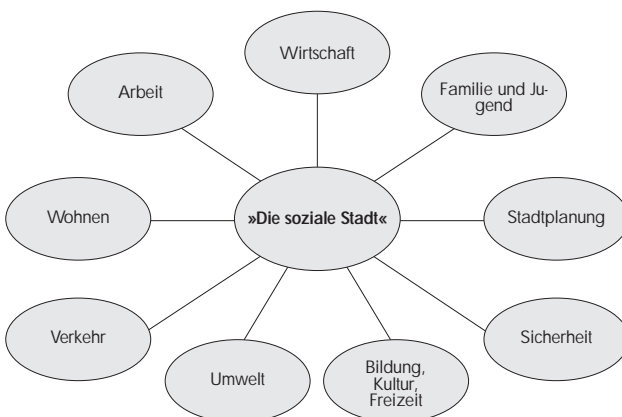 Wirtschaft
Arbeit
Familie und Ju-
gend
Wohnen
»Die soziale Stadt«
Stadtplanung
Verkehr
Sicherheit
Umwelt
Bildung,
Kultur,
Freizeit